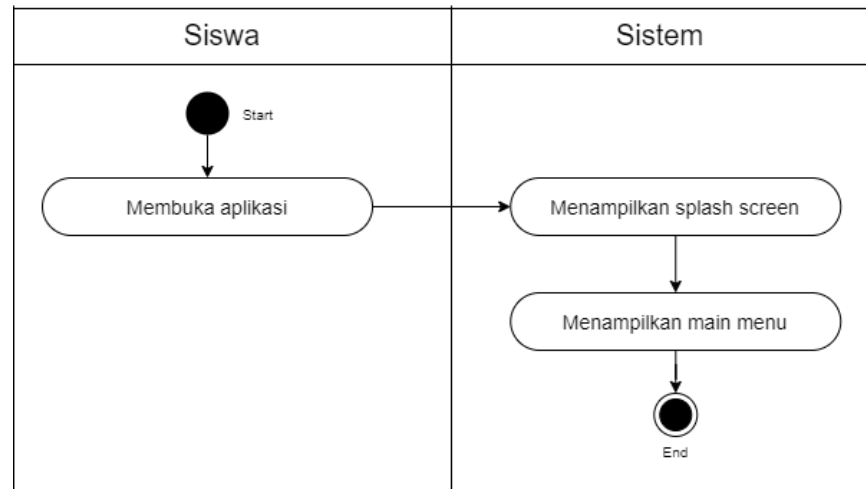 Siswa
Sistem
Start
Membuka aplikasi
Menampilkan splash screen
Menampilkan main menu
End